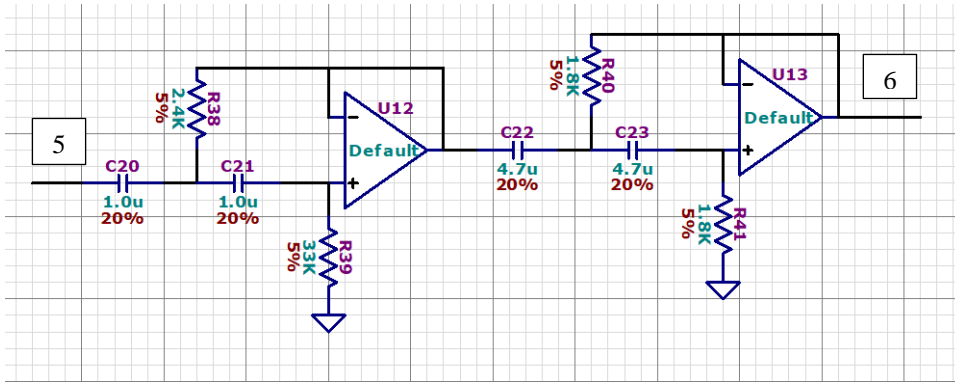 5
C20
1.0u
20%
R38
2.4K
5%
C21
1.0u
20%
R39
33K
5%
U12
Default
-
+
C22
4.7u
20%
R40
1.8K
5%
C23
4.7u
20%
R41
1.8K
5%
U13
Default
-
+
6